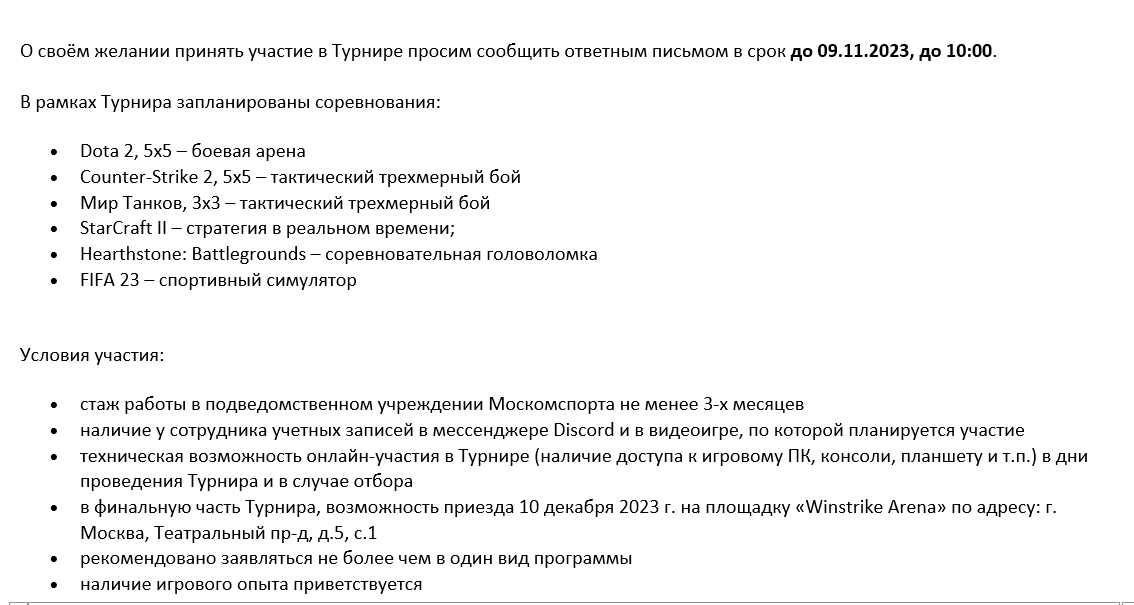 О своём желании принять участие в Турнире просим сообщить ответным письмом в срок до 09.11.2023, до 10:00.
В рамках Турнира запланированы соревнования:
• Dota 2, 5х5 – боевая арена
• Counter-Strike 2, 5х5 – тактический трехмерный бой
• Мир Танков, 3х3 – тактический трехмерный бой
• StarCraft II – стратегия в реальном времени;
• Hearthstone: Battlegrounds – соревновательная головоломка
• FIFA 23 – спортивный симулятор
Условия участия:
• стаж работы в подведомственном учреждении Москомспорта не менее 3-х месяцев
• наличие у сотрудника учетных записей в мессенджере Discord и в видеоигре, по которой планируется участие
• техническая возможность онлайн-участия в Турнире (наличие доступа к игровому ПК, консоли, планшету и т.п.) в дни
проведения Турнира и в случае отбора
• в финальную часть Турнира, возможность приезда 10 декабря 2023 г. на площадку «Winstrike Arena» по адресу: г.
Москва, Театральный пр-д, д.5, с.1
• рекомендовано заявляться не более чем в один вид программы
• наличие игрового опыта приветствуется